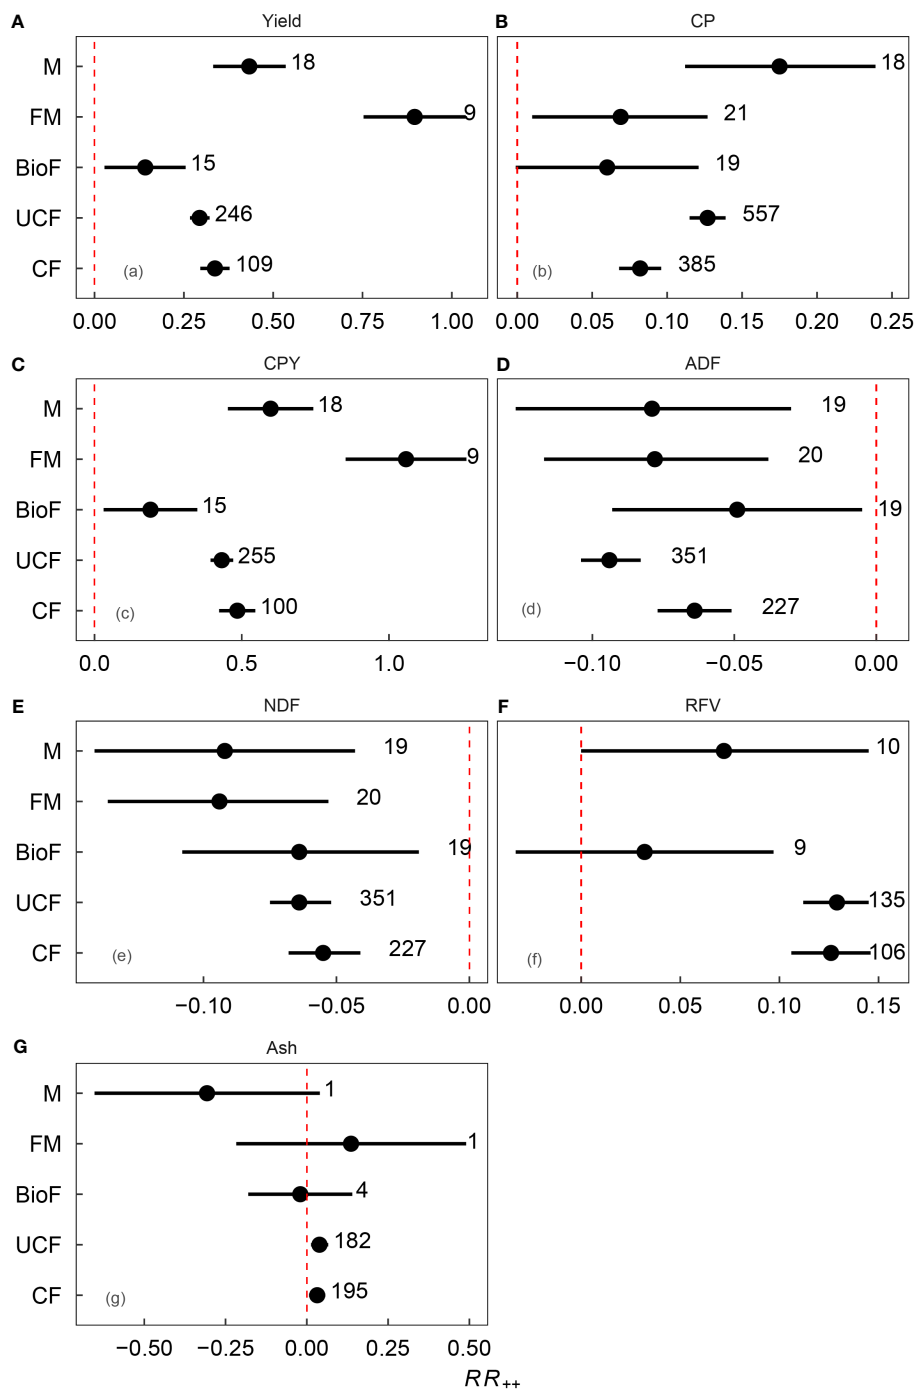 A Yield
M 18
FM 9
BioF 15
UCF 246
CF (a) 109
0.00 0.25 0.50 0.75 1.00
B CP
18
21
19
557
(b) 385
0.00 0.05 0.10 0.15 0.20 0.25
C CPY
M 18
FM 9
BioF 15
UCF 255
CF (c) 100
0.0 0.5 1.0
D ADF
19
20
19
351
(d) 227
−0.10 −0.05 0.00
E NDF
M 19
FM 20
BioF 19
UCF 351
CF (e) 227
−0.10 −0.05 0.00
F RFV
10
9
135
(f) 106
0.00 0.05 0.10 0.15
G Ash
M 1
FM 1
BioF 4
UCF 182
CF (g) 195
−0.50 −0.25 0.00 0.25 0.50
RR++